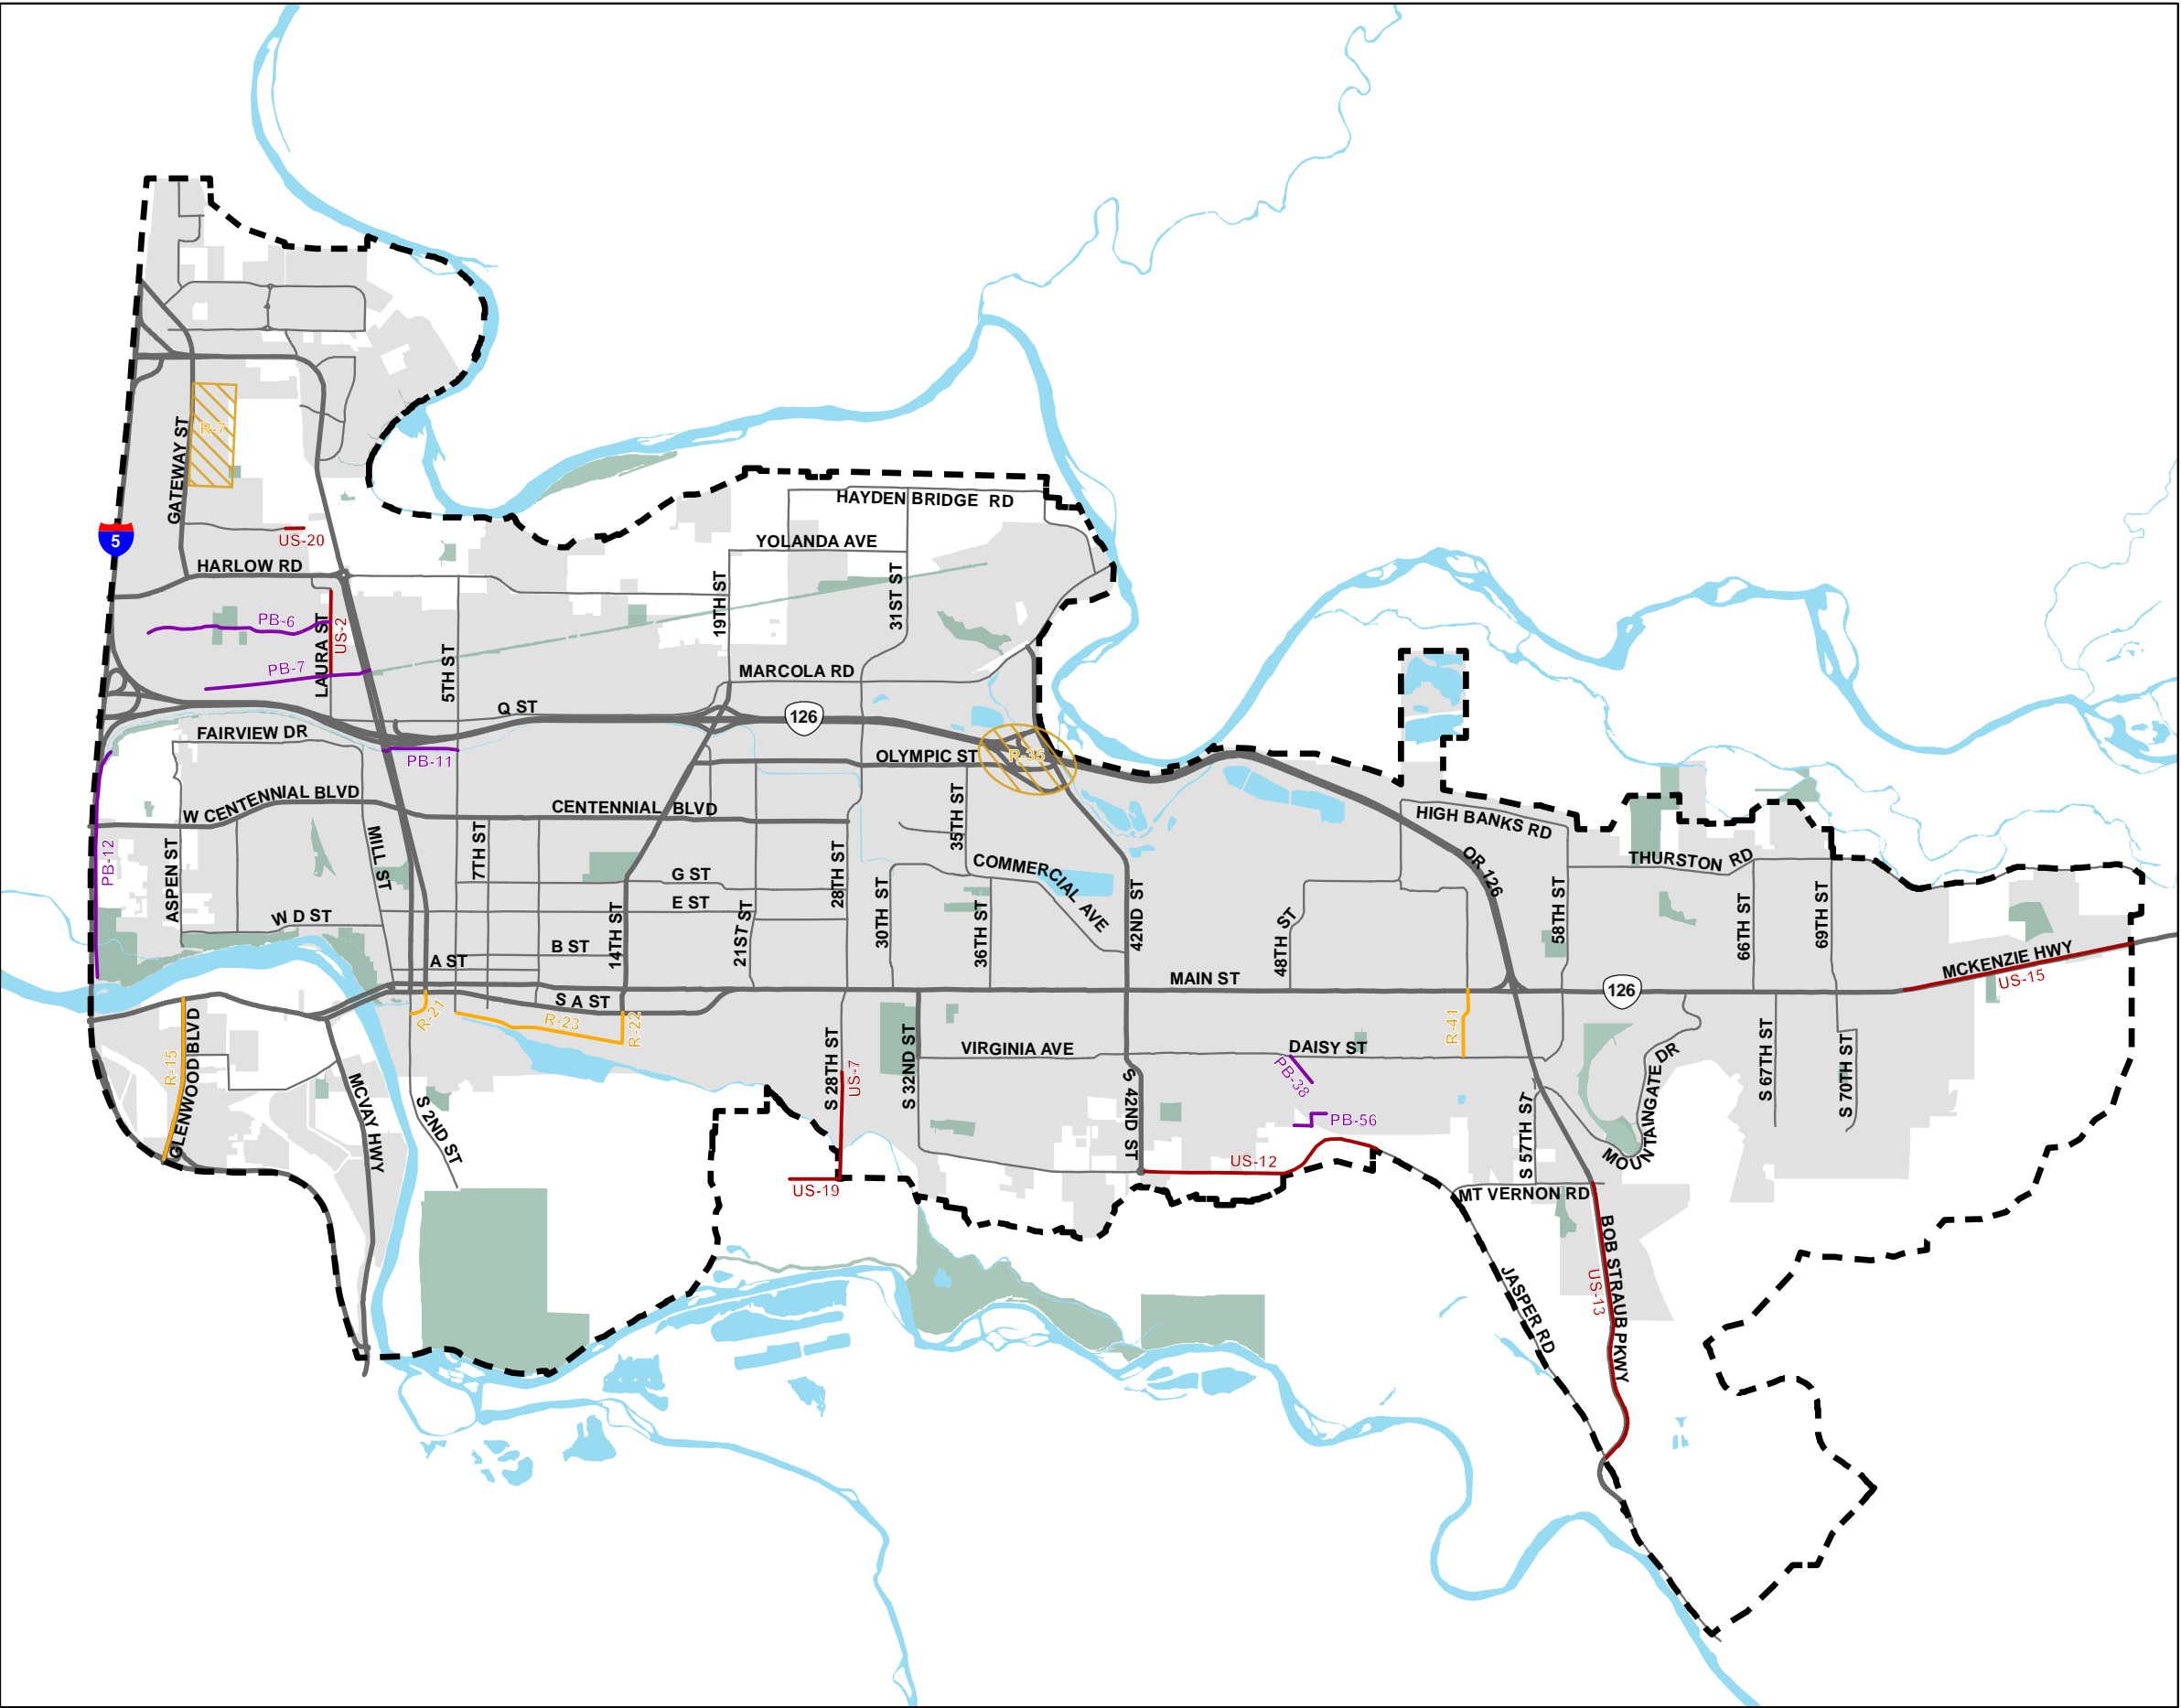 HAYDEN BRIDGE RD
GATEWAY ST
R-7
5
US-20
YOLANDA AVE
HARLOW RD
19TH ST
31ST ST
PB-6
LAURA ST
US-2
PB-7
5TH ST
MARCOLA RD
Q ST
126
FAIRVIEW DR
PB-11
OLYMPIC ST
R-35
W CENTENNIAL BLVD
CENTENNIAL BLVD
35TH ST
HIGH BANKS RD
PB-12
ASPEN ST
MILL ST
7TH ST
G ST
28TH ST
COMMERCIAL AVE
OR 126
THURSTON RD
E ST
W D ST
14TH ST
21ST ST
30TH ST
36TH ST
42ND ST
48TH ST
58TH ST
66TH ST
69TH ST
B ST
A ST
MAIN ST
MCKENZIE HWY
US-15
126
S A ST
R-21
R-23
R-22
R-41
R-15
GLENWOOD BLVD
MCVAY HWY
S 2ND ST
S 28TH ST
US-7
S 32ND ST
VIRGINIA AVE
DAISY ST
PB-38
S 42ND ST
PB-56
S 57TH ST
MOUNTAINGATE DR
S 67TH ST
S 70TH ST
US-12
US-19
MT VERNON RD
BOB STRAUB PKWY
US-13
JASPER RD